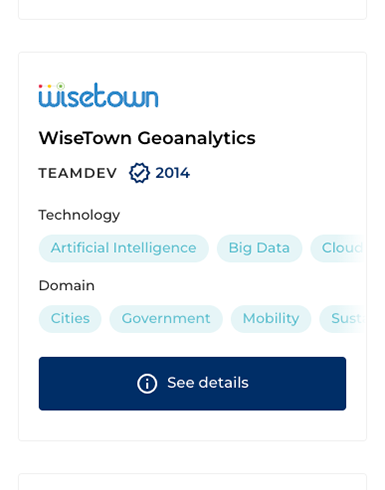 wisetown
WiseTown Geoanalytics
TEAMDEV 2014
Technology
Artificial Intelligence Big Data Cloud
Domain
Cities Government Mobility Sust
See details